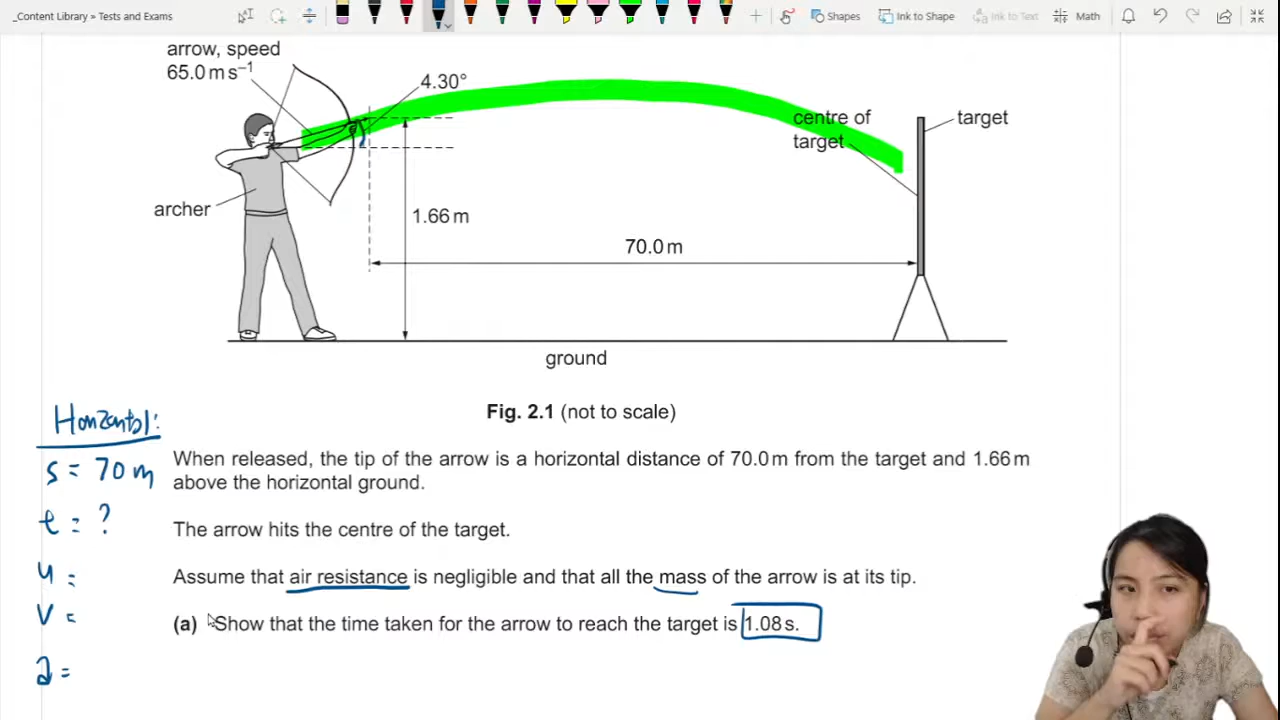 _Content Library » Tests and Exams
Shapes
Ink to Shape
Ink to Text
Math
arrow, speed
65.0 m s⁻¹
4.30°
centre of
target
target
archer
1.66 m
70.0 m
ground
Fig. 2.1 (not to scale)
Horizontal:
s = 70 m
t = ?
u =
v =
a =
When released, the tip of the arrow is a horizontal distance of 70.0 m from the target and 1.66 m
above the horizontal ground.
The arrow hits the centre of the target.
Assume that air resistance is negligible and that all the mass of the arrow is at its tip.
(a) Show that the time taken for the arrow to reach the target is 1.08 s.